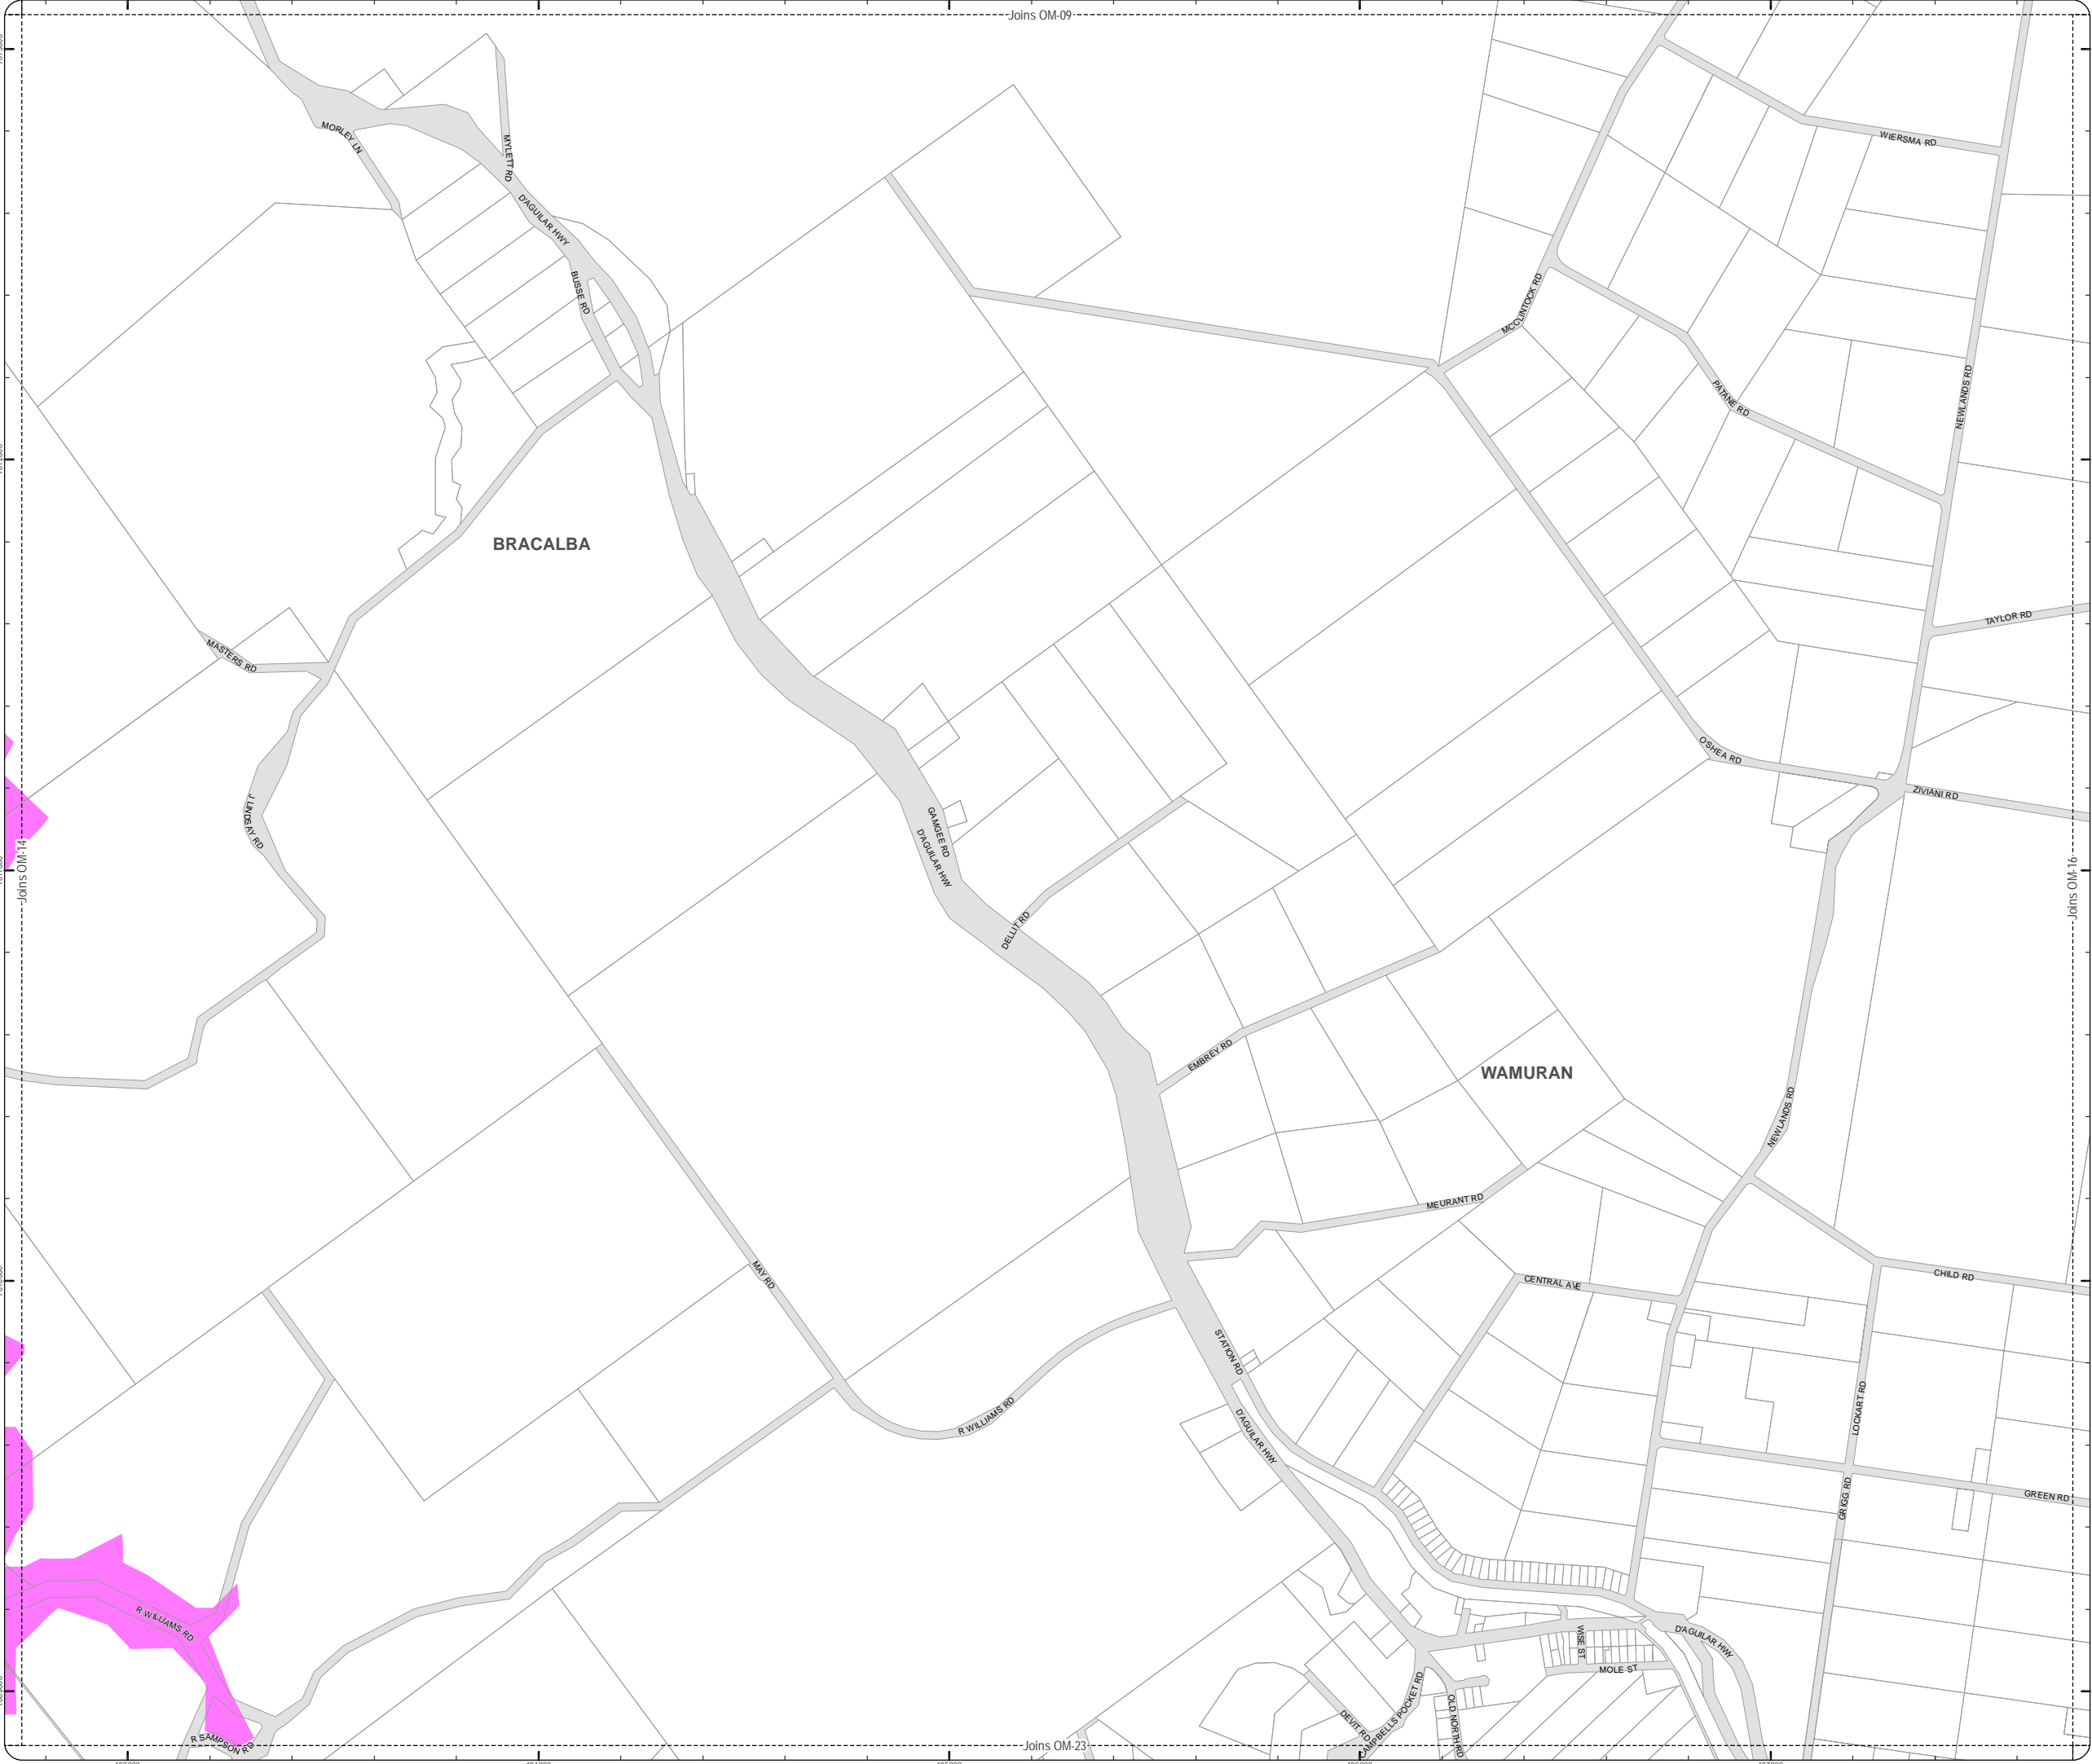 Joins OM-09
MORLEY LN
MYLETT RD
WIERSMA RD
D'AGUILAR HWY
BUSSE RD
MCCLINTOCK RD
PATANE RD
NEWLANDS RD
BRACALBA
TAYLOR RD
MASTERS RD
OSHEA RD
ZIVIANI RD
J LINDSAY RD
GAMGEE RD
D'AGUILAR HWY
Joins OM-14
Joins OM-16
DELLIT RD
EMBREY RD
WAMURAN
NEWLANDS RD
MEURANT RD
MAY RD
CENTRAL AVE
CHILD RD
STATION RD
R WILLIAMS RD
D'AGUILAR HWY
LOCKART RD
GRIGG RD
GREEN RD
R WILLIAMS RD
WISE ST
D'AGUILAR HWY
MOLE ST
R SAMPSON RD
DEVIT RD
CAMPBELLS POCKET RD
OLD NORTH RD
Joins OM-23